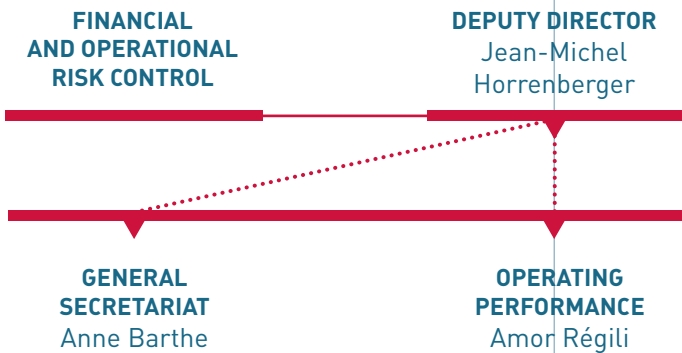 FINANCIAL
AND OPERATIONAL
RISK CONTROL
DEPUTY DIRECTOR
Jean-Michel
Horrenberger
GENERAL
SECRETARIAT
Anne Barthe
OPERATING
PERFORMANCE
Amor Régili